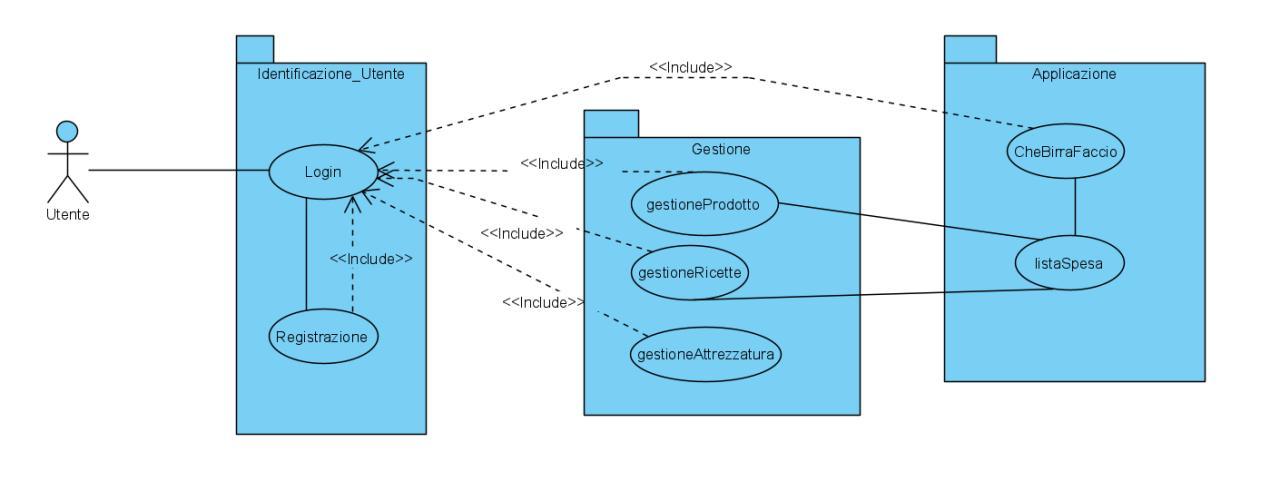 <<Include>>
Identificazione_Utente
Applicazione
Gestione
CheBirraFaccio
<<Include>>
Login
gestioneProdotto
Utente
<<Include>>
<<Include>>
listaSpesa
gestioneRicette
<<Include>>
Registrazione
gestioneAttrezzatura